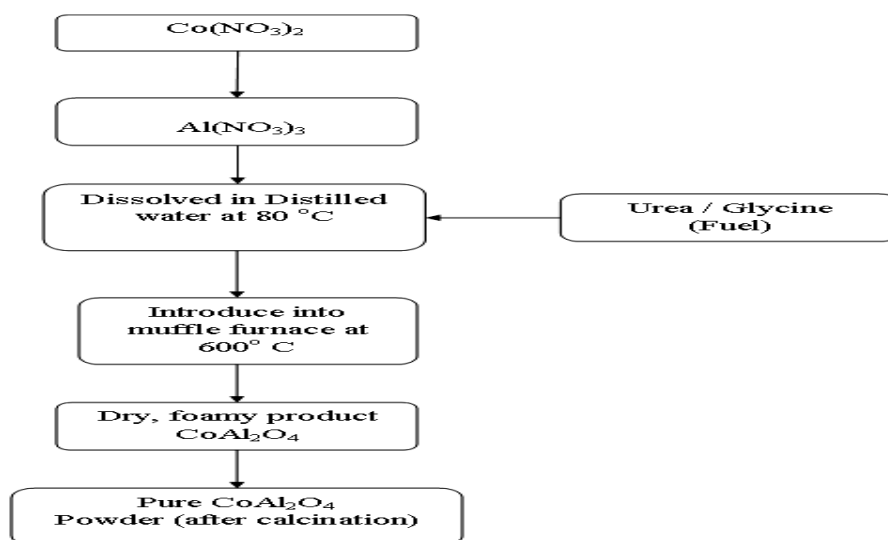 Co(NO₃)₂
Al(NO₃)₃
Dissolved in Distilled
water at 80 °C
Urea / Glycine
(Fuel)
Introduce into
muffle furnace at
600° C
Dry, foamy product
CoAl₂O₄
Pure CoAl₂O₄
Powder (after calcination)